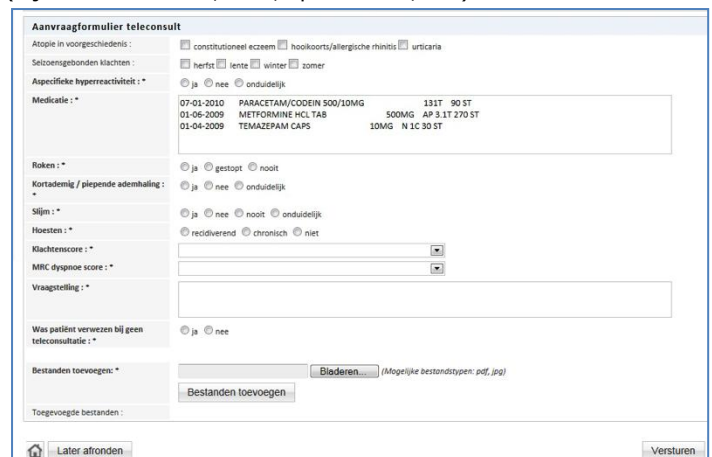 Aanvraagformulier teleconsult
Atopie in voorgeschiedenis : constitutioneel eczeem hooikoorts/allergische rhinitis urticaria
Seizoensgebonden klachten : herfst lente winter zomer
Aspecifieke hyperreactiviteit : * ja nee onduidelijk
Medicatie : *
07-01-2010 PARACETAM/CODEIN 500/10MG 131T 90 ST
01-06-2009 METFORMINE HCL TAB 500MG AP 3.1T 270 ST
01-04-2009 TEMAZEPAM CAPS 10MG N 1C 30 ST
Roken : * ja gestopt nooit
Kortademig / piepende ademhaling : ja nee onduidelijk
*
Slijm : * ja nee nooit onduidelijk
Hoesten : * recidiverend chronisch niet
Klachtenscore : *
MRC dyspnoe score : *
Vraagstelling : *
Was patiënt verwezen bij geen ja nee
teleconsultatie : *
Bestanden toevoegen: * Bladeren... (Mogelijke bestandstypen: pdf, jpg)
Bestanden toevoegen
Toegevoegde bestanden :
Later afronden Versturen